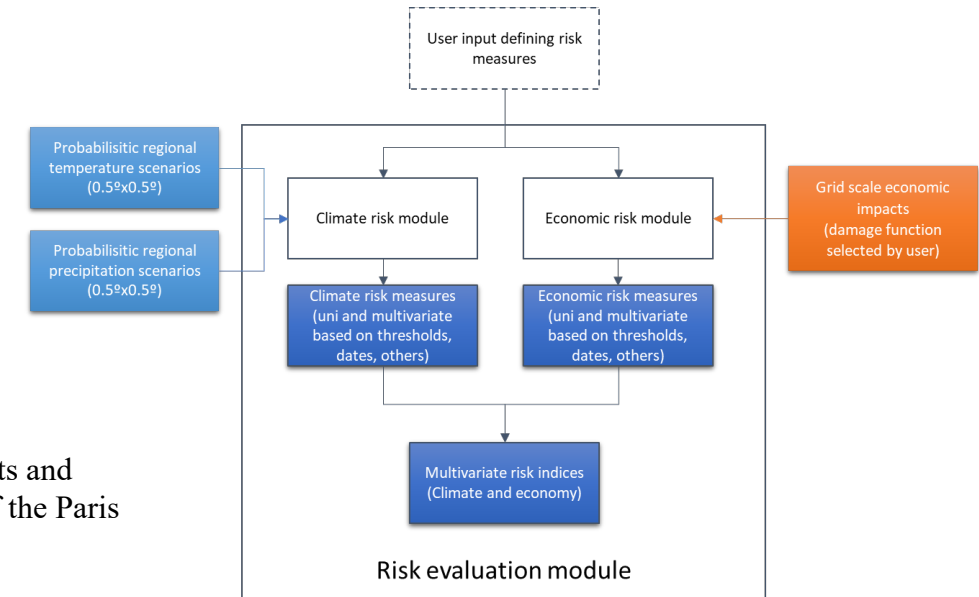 User input defining risk
measures
Probabilisitic regional
temperature scenarios
(0.5ºx0.5º)
Probabilisitic regional
precipitation scenarios
(0.5ºx0.5º)
Climate risk module
Economic risk module
Grid scale economic
impacts
(damage function
selected by user)
Climate risk measures
(uni and multivariate
based on thresholds,
dates, others)
Economic risk measures
(uni and multivariate
based on thresholds,
dates, others)
Multivariate risk indices
(Climate and economy)
ts and
the Paris
Risk evaluation module